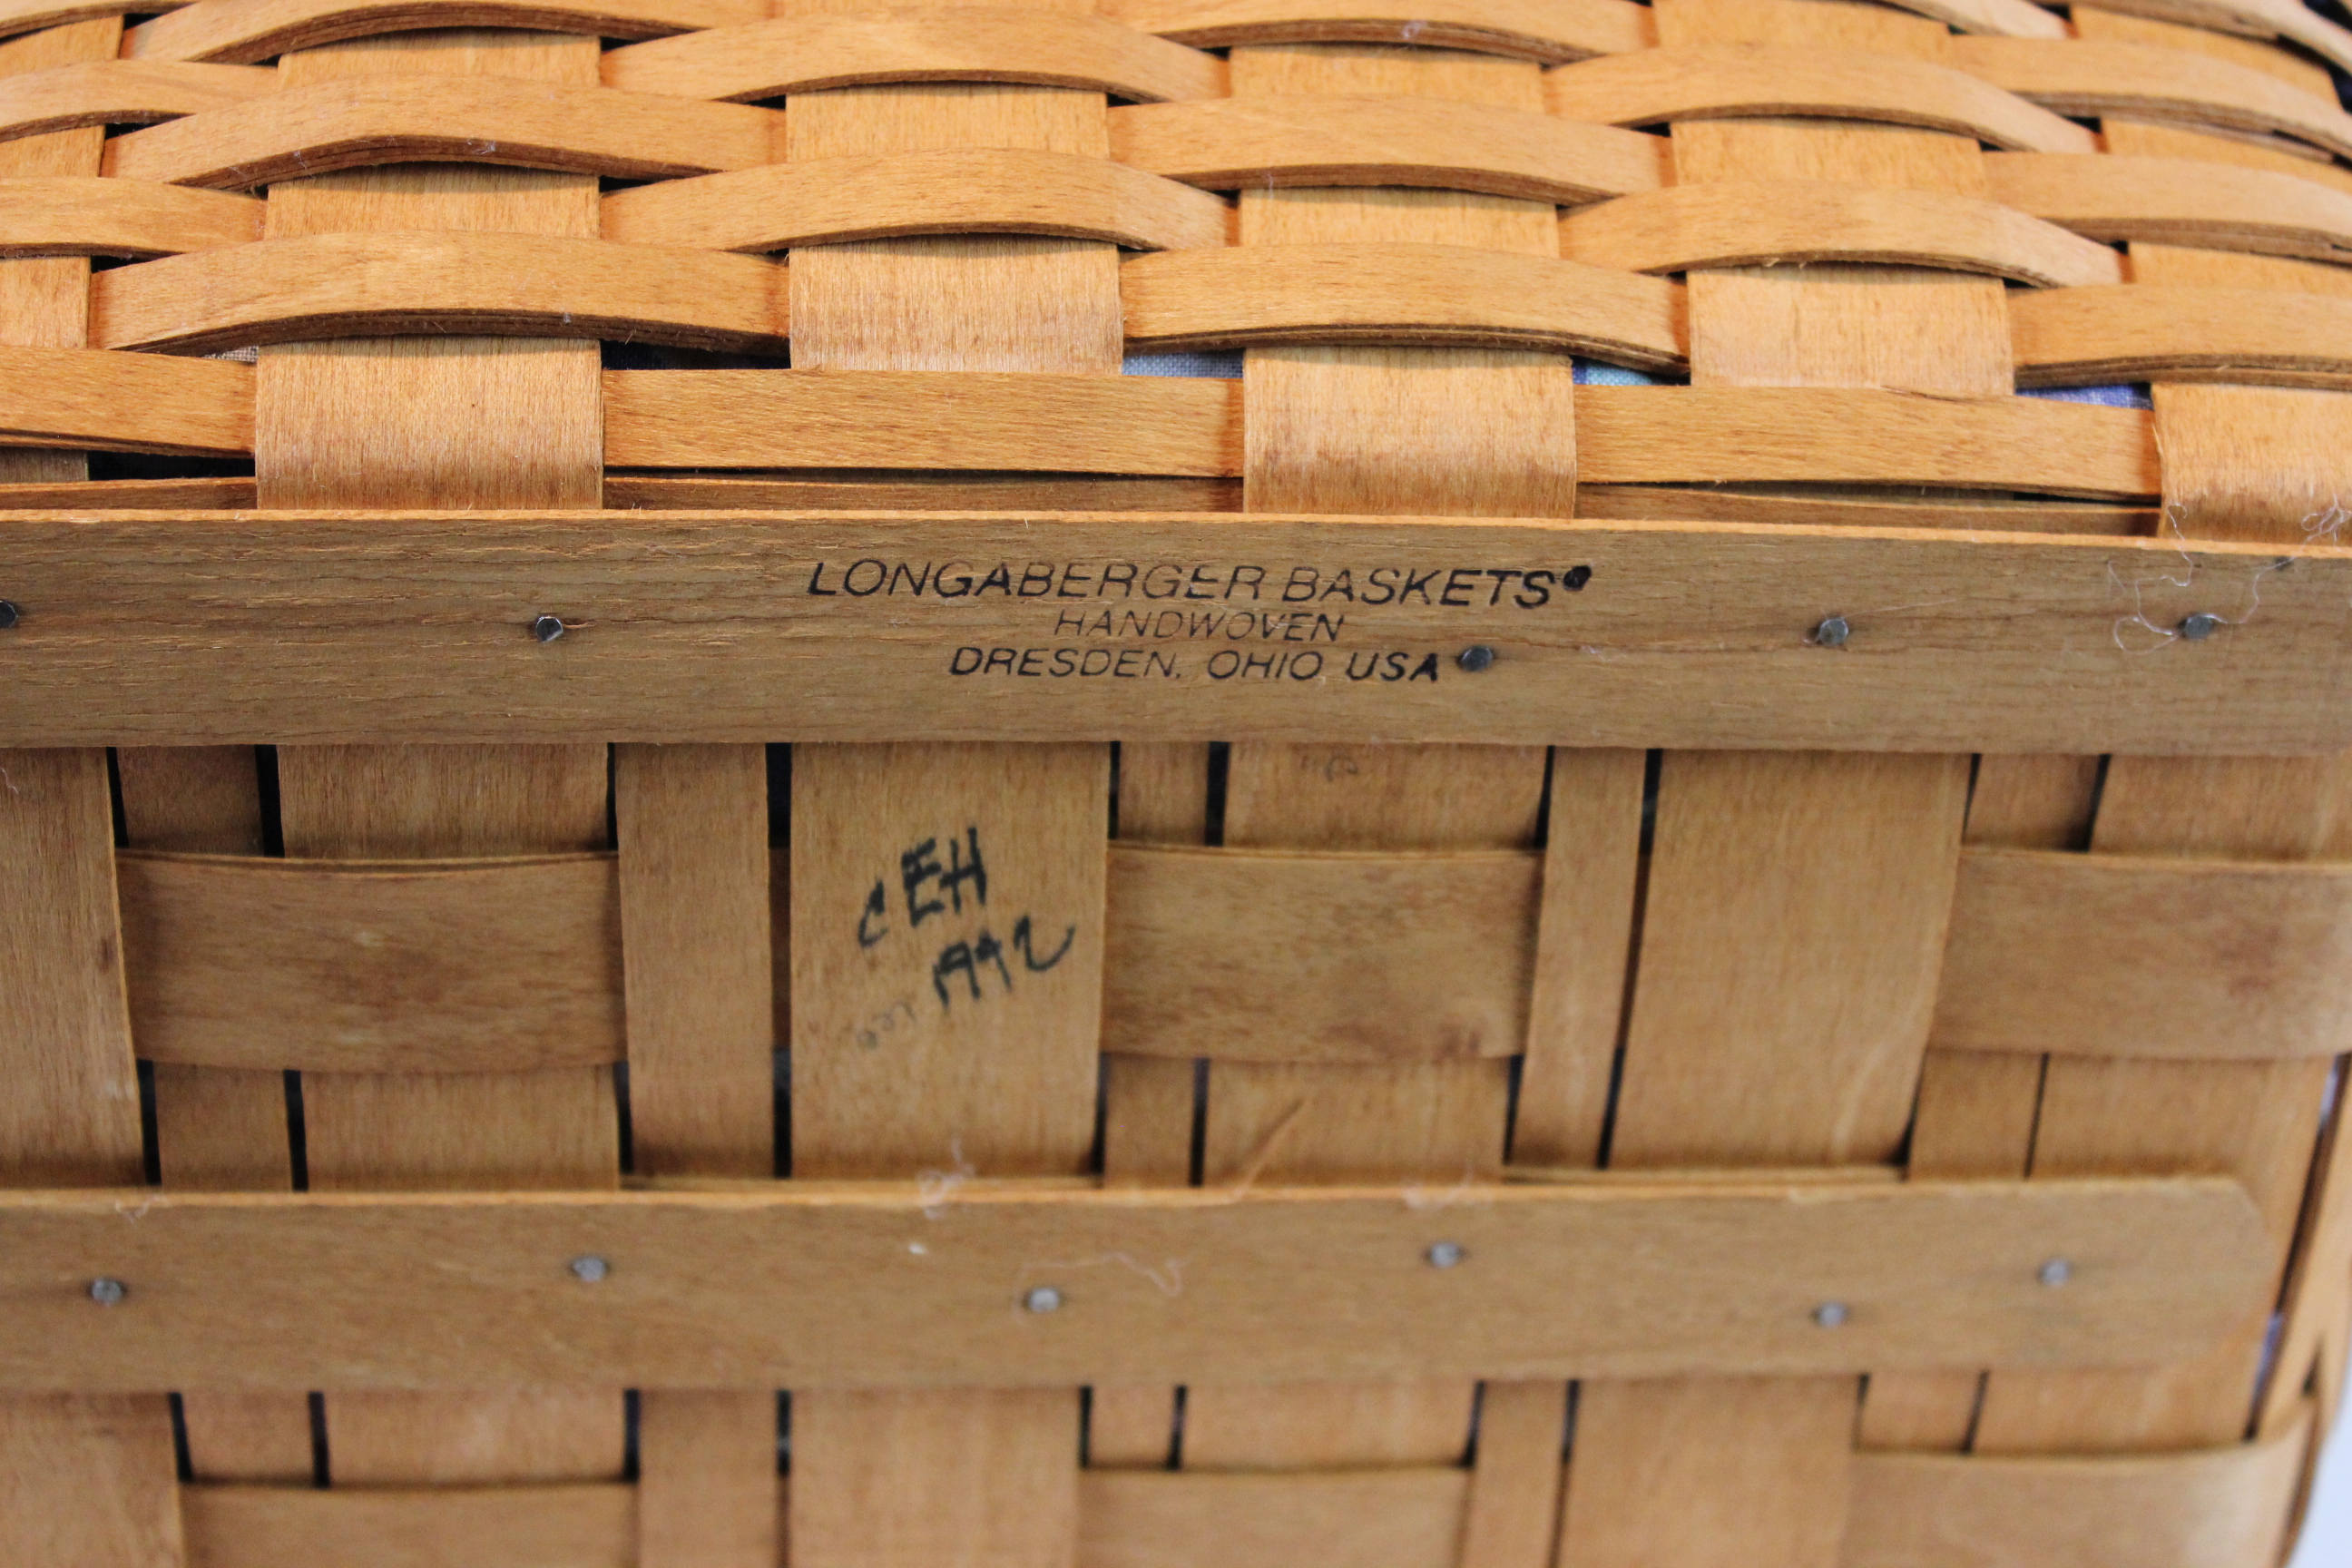 LONGABERGER BASKETS®
HANDWOVEN
DRESDEN, OHIO USA
CEH
1992